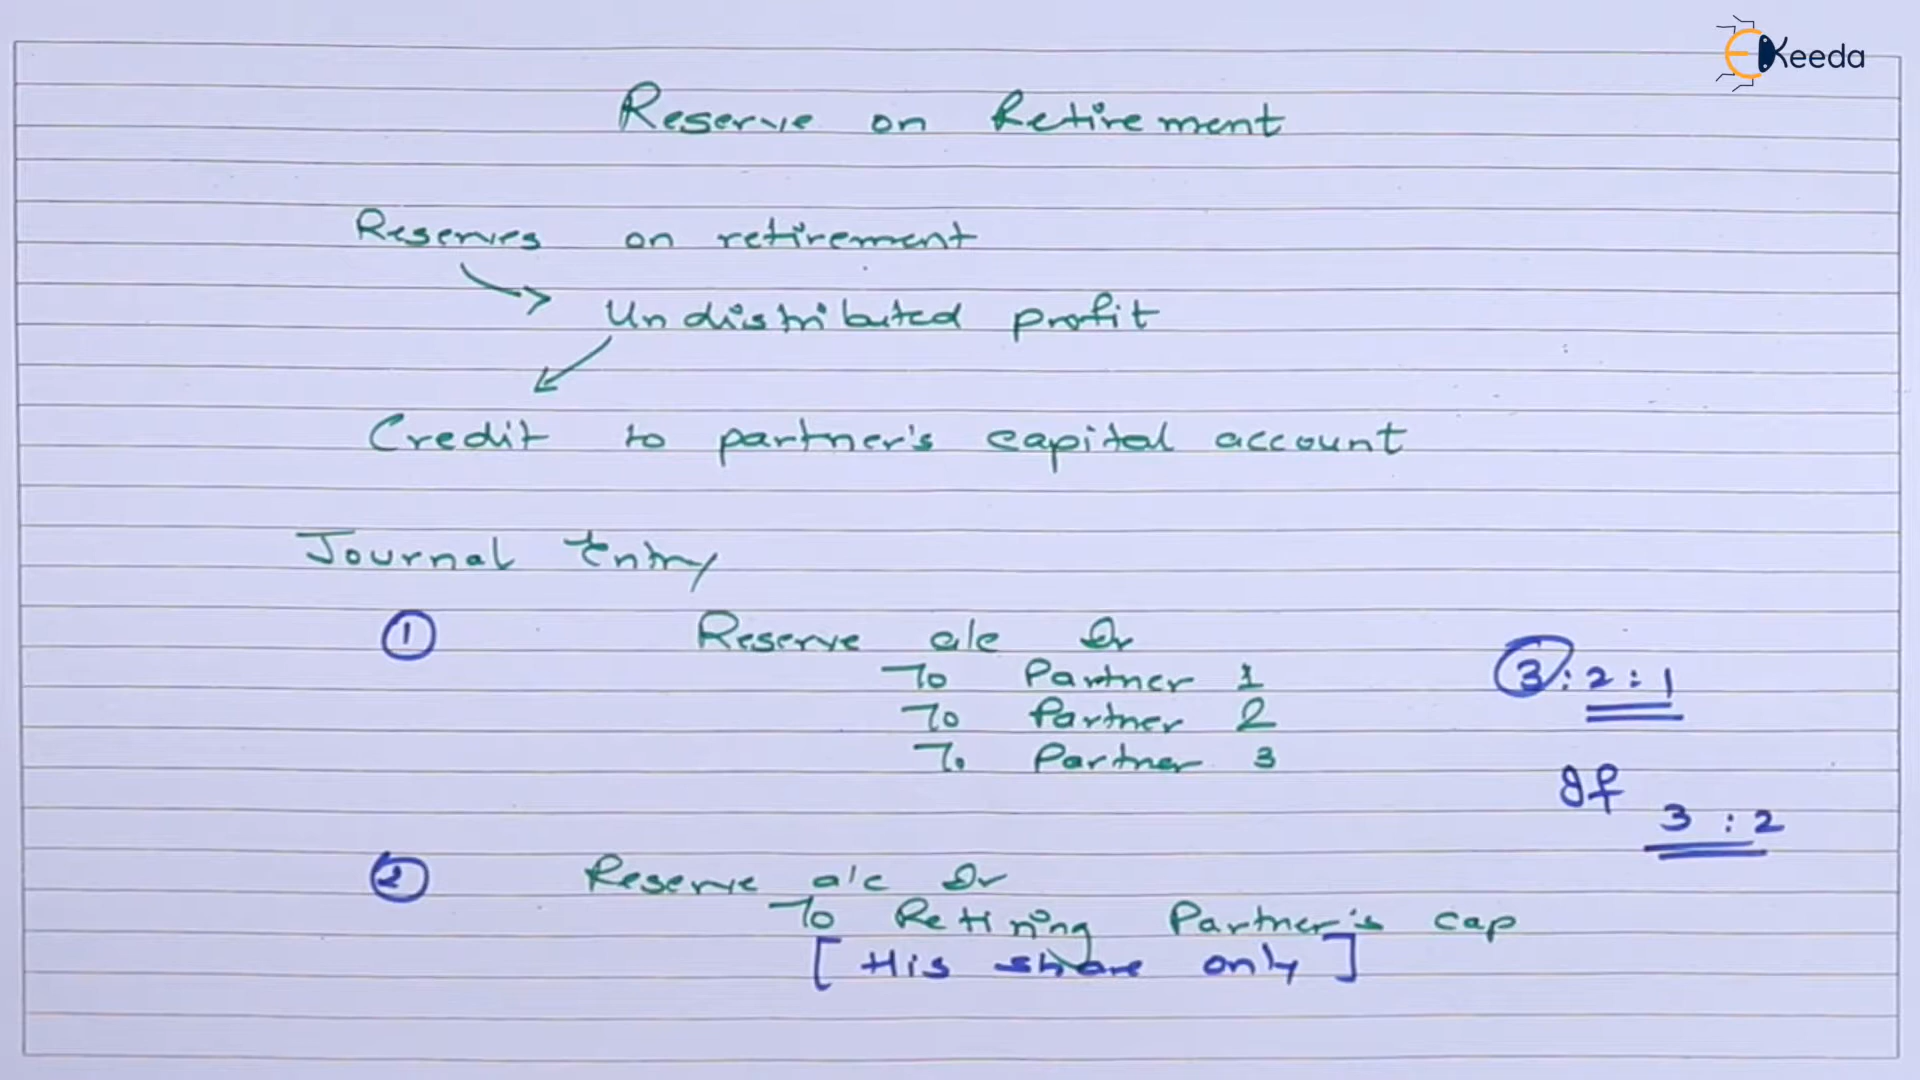 EKeeda
Reserve on Retirement
Reserves on retirement
Undistributed profit
Credit to partner's capital account
Journal Entry
1 Reserve a/c Dr
To Partner 1
To Partner 2
To Partner 3
3 : 2 : 1
If
3 : 2
2 Reserve a/c Dr
To Retiring Partner's cap
[ His share only ]